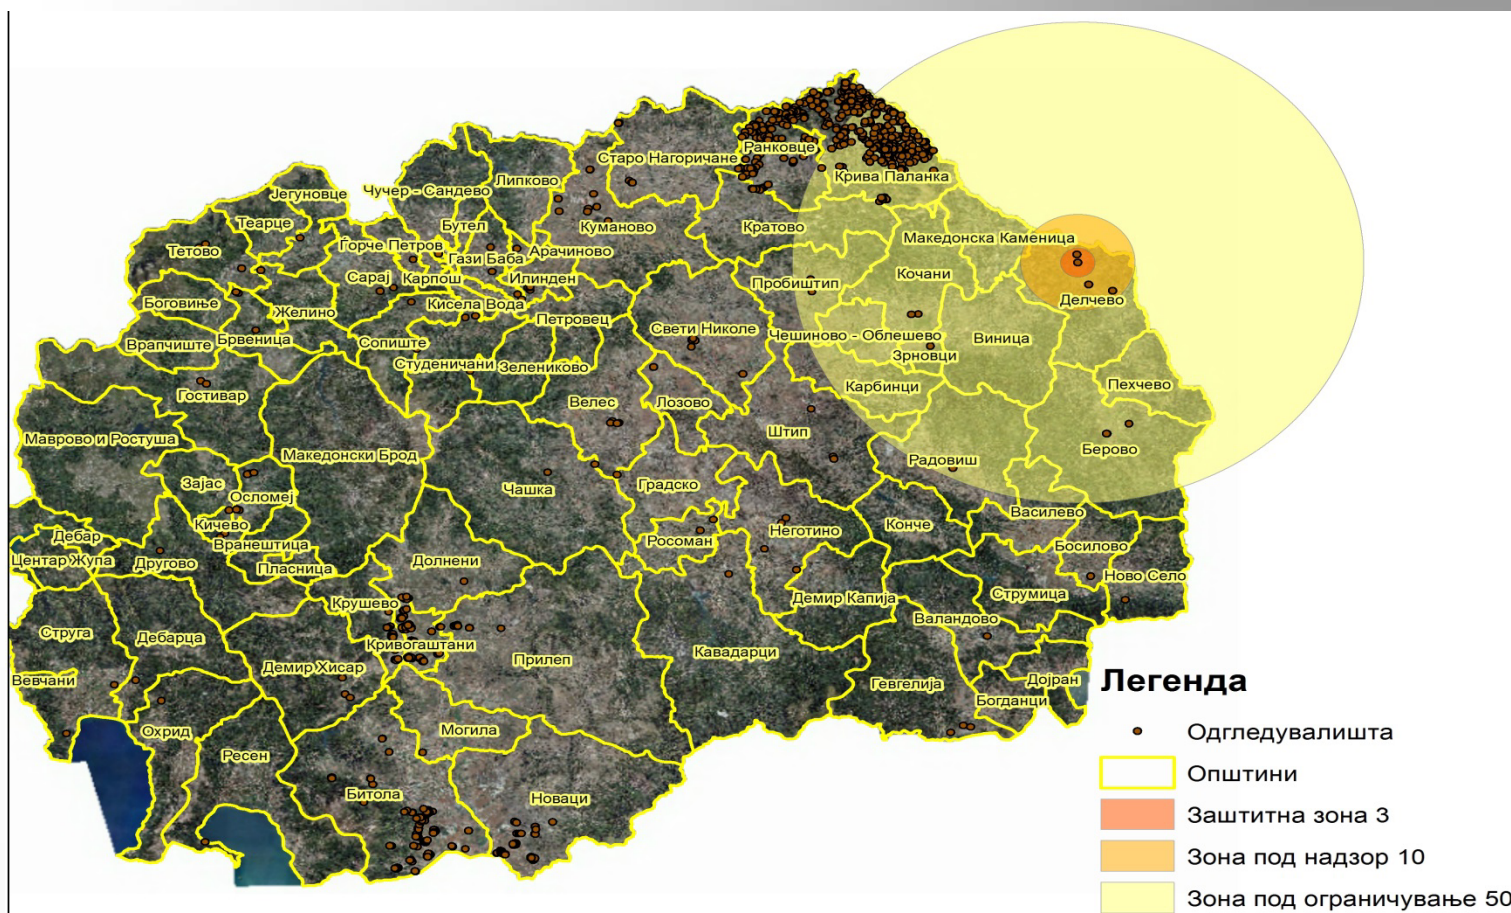 Ранковце
Старо Нагоричане
Крива Паланка
Липково
Чучер - Сандево
Јегуновце
Теарце
Бутел
Куманово
Кратово
Македонска Каменица
Тетово
Ѓорче Петров
Гази Баба
Арачиново
Сарај
Карпош
Илинден
Пробиштип
Кочани
Боговиње
Желино
Кисела Вода
Петровец
Делчево
Врапчиште
Брвеница
Сопиште
Свети Николе
Чешиново - Облешево
Виница
Студеничани
Зелениково
Зрновци
Гостивар
Велес
Лозово
Карбинци
Пехчево
Маврово и Ростуша
Македонски Брод
Штип
Радовиш
Берово
Зајас
Осломеј
Чашка
Градско
Василево
Кичево
Неготино
Конче
Дебар
Вранештица
Росоман
Босилово
Центар Жупа
Другово
Пласница
Долнени
Ново Село
Крушево
Демир Капија
Струмица
Струга
Дебарца
Кривогаштани
Валандово
Демир Хисар
Прилеп
Кавадарци
Вевчани
Гевгелија
Дојран
Богданци
Охрид
Ресен
Могила
Битола
Новаци
Легенда
Одгледувалишта
Општини
Заштитна зона 3
Зона под надзор 10
Зона под ограничување 50